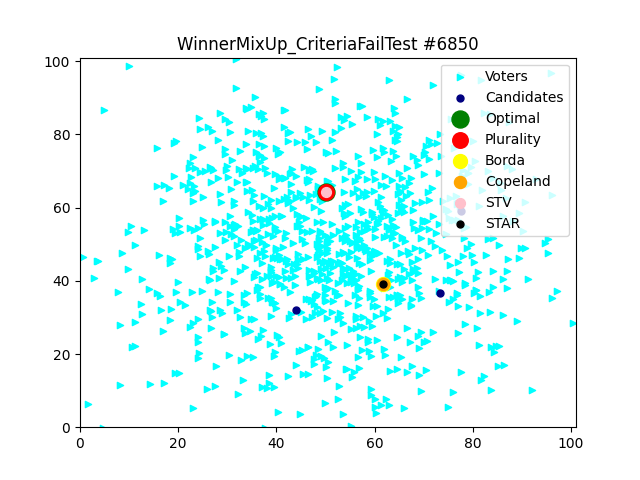 WinnerMixUp_CriteriaFailTest #6850
Voters
Candidates
Optimal
Plurality
Borda
Copeland
STV
STAR
100
80
60
40
20
0
0 20 40 60 80 100